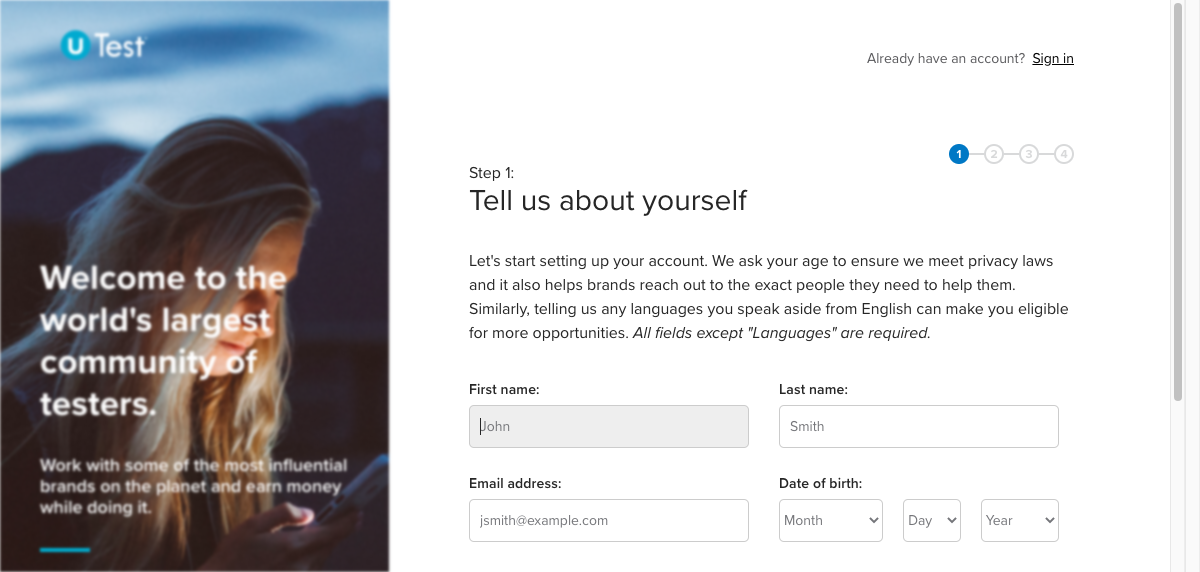 U Test
Welcome to the
world's largest
community of
testers.
Work with some of the most influential
brands on the planet and earn money
while doing it.
Already have an account? Sign in
1 2 3 4
Step 1:
Tell us about yourself
Let's start setting up your account. We ask your age to ensure we meet privacy laws
and it also helps brands reach out to the exact people they need to help them.
Similarly, telling us any languages you speak aside from English can make you eligible
for more opportunities. All fields except "Languages" are required.
First name: Last name:
John Smith
Email address: Date of birth:
jsmith@example.com Month Day Year